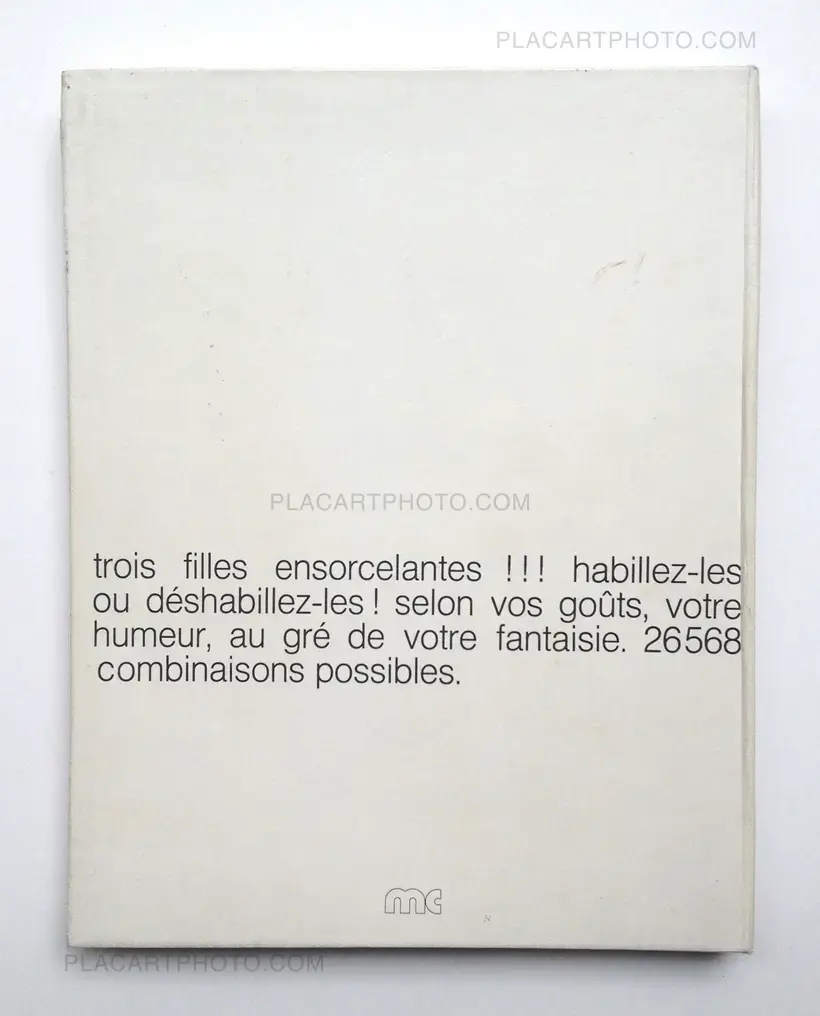 PLACARTPHOTO.COM
PLACARTPHOTO.COM
trois filles ensorcelantes !!! habillez-les
ou déshabillez-les ! selon vos goûts, votre
humeur, au gré de votre fantaisie. 26568
combinaisons possibles.
mc
PLACARTPHOTO.COM